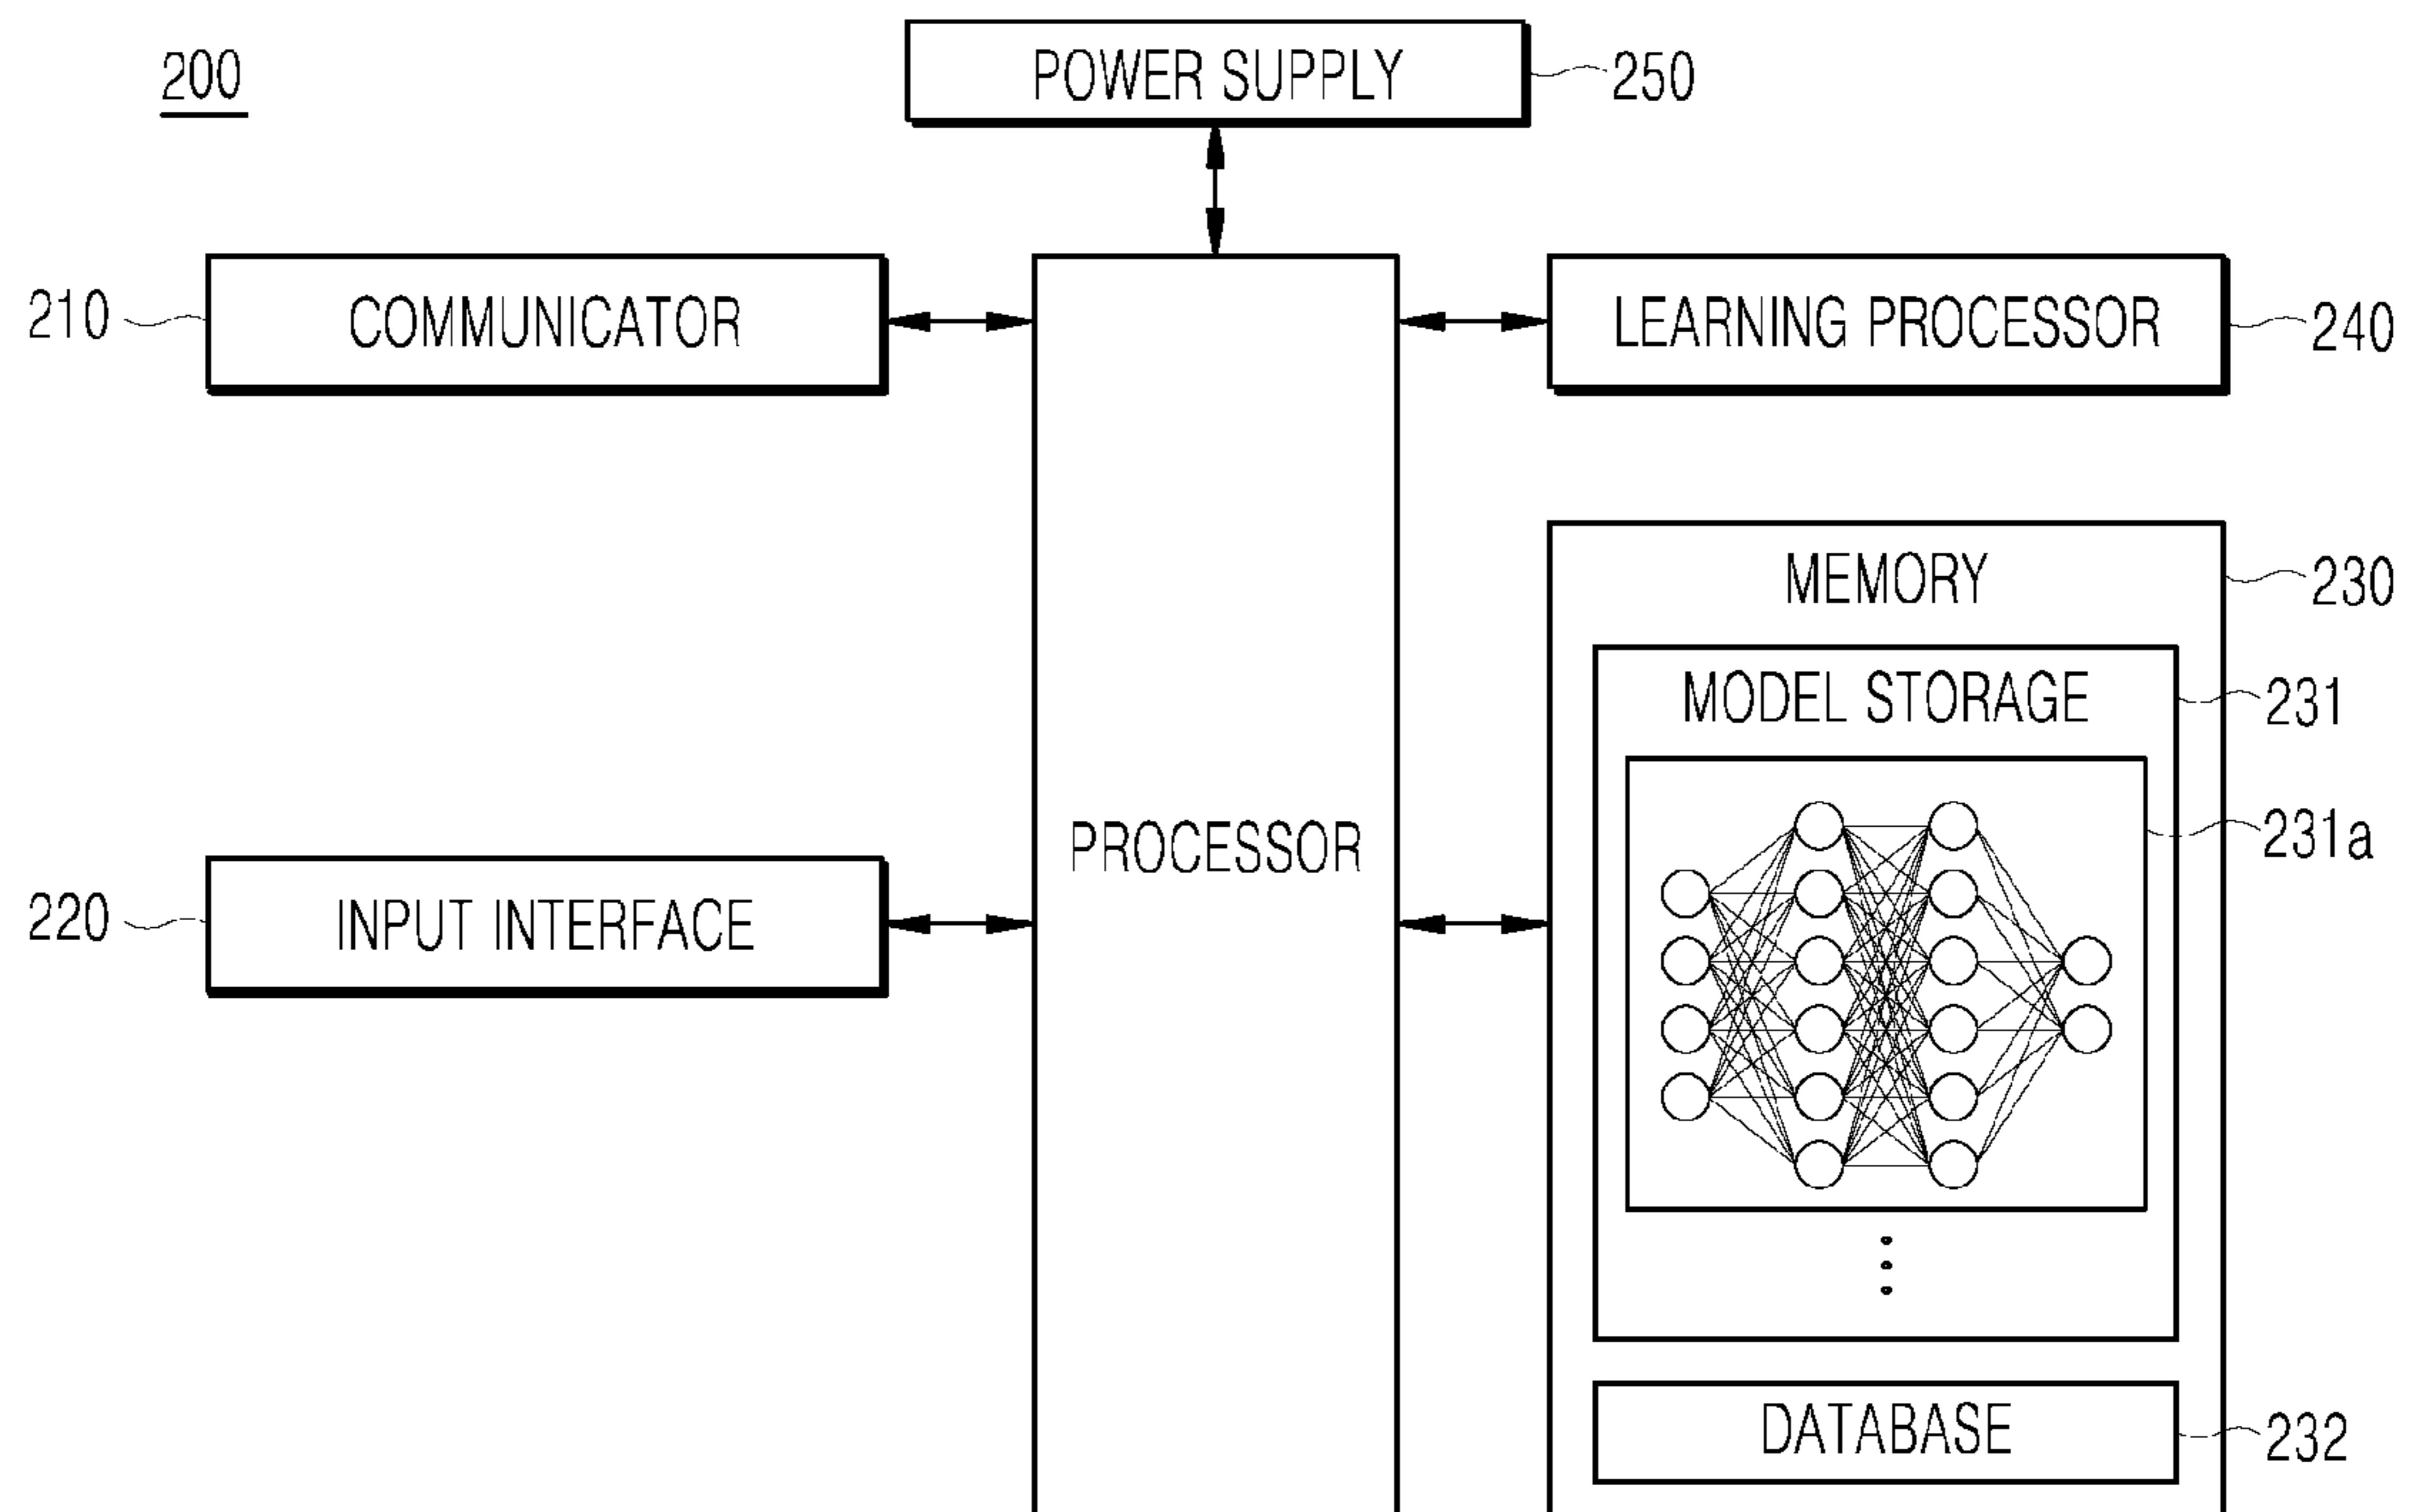 200
POWER SUPPLY
250
210
COMMUNICATOR
LEARNING PROCESSOR
240
MEMORY
230
MODEL STORAGE
231
231a
PROCESSOR
220
INPUT INTERFACE
DATABASE
232